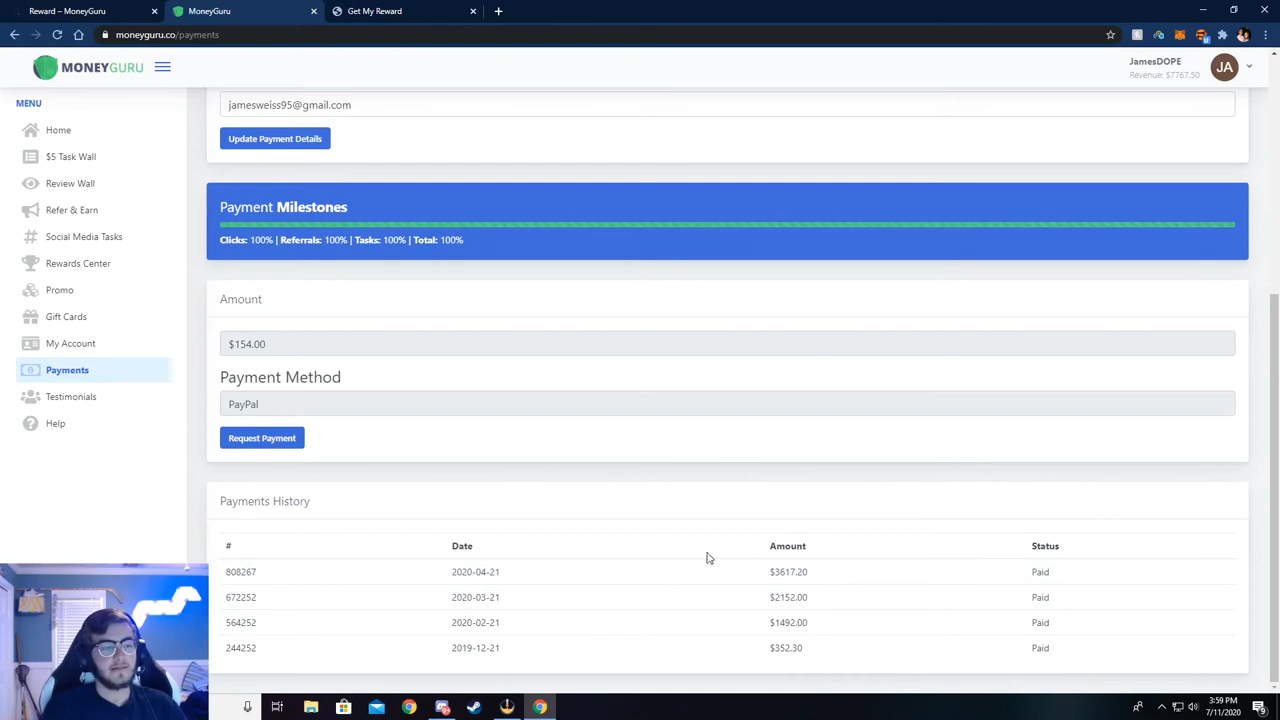 Reward – MoneyGuru
MoneyGuru
Get My Reward
moneyguru.co/payments
MONEYGURU
JamesDOPE
Revenue: $7767.50
JA
MENU
Home
$5 Task Wall
Review Wall
Refer & Earn
Social Media Tasks
Rewards Center
Promo
Gift Cards
My Account
Payments
Testimonials
Help
jamesweiss95@gmail.com
Update Payment Details
Payment Milestones
Clicks: 100% | Referrals: 100% | Tasks: 100% | Total: 100%
Amount
$154.00
Payment Method
PayPal
Request Payment
Payments History
# Date Amount Status
808267 2020-04-21 $3617.20 Paid
672252 2020-03-21 $2152.00 Paid
564252 2020-02-21 $1492.00 Paid
244252 2019-12-21 $352.30 Paid
3:59 PM
7/11/2020